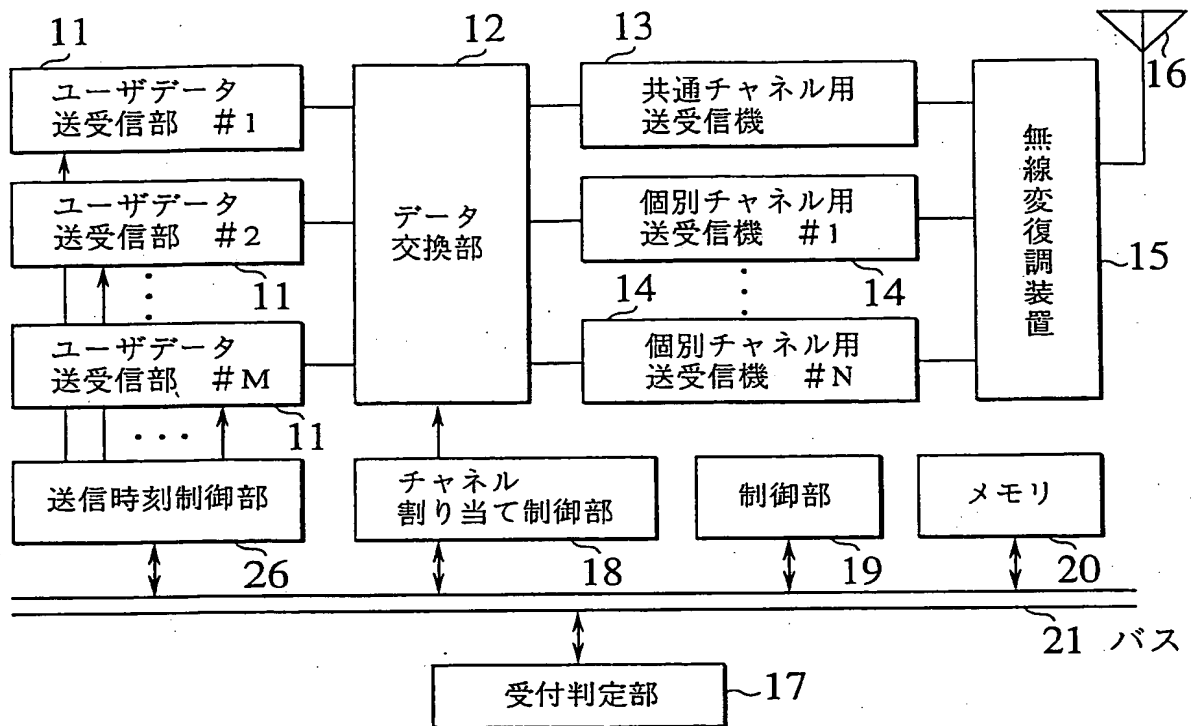 11
ユーザデータ
送受信部 #1
ユーザデータ
送受信部 #2
11
ユーザデータ
送受信部 #M
11
送信時刻制御部
26
12
データ
交換部
チャネル
割り当て制御部
18
13
共通チャネル用
送受信機
個別チャネル用
送受信機 #1
14
14
個別チャネル用
送受信機 #N
16
無線変復調装置
15
制御部
19
メモリ
20
21 バス
受付判定部
17